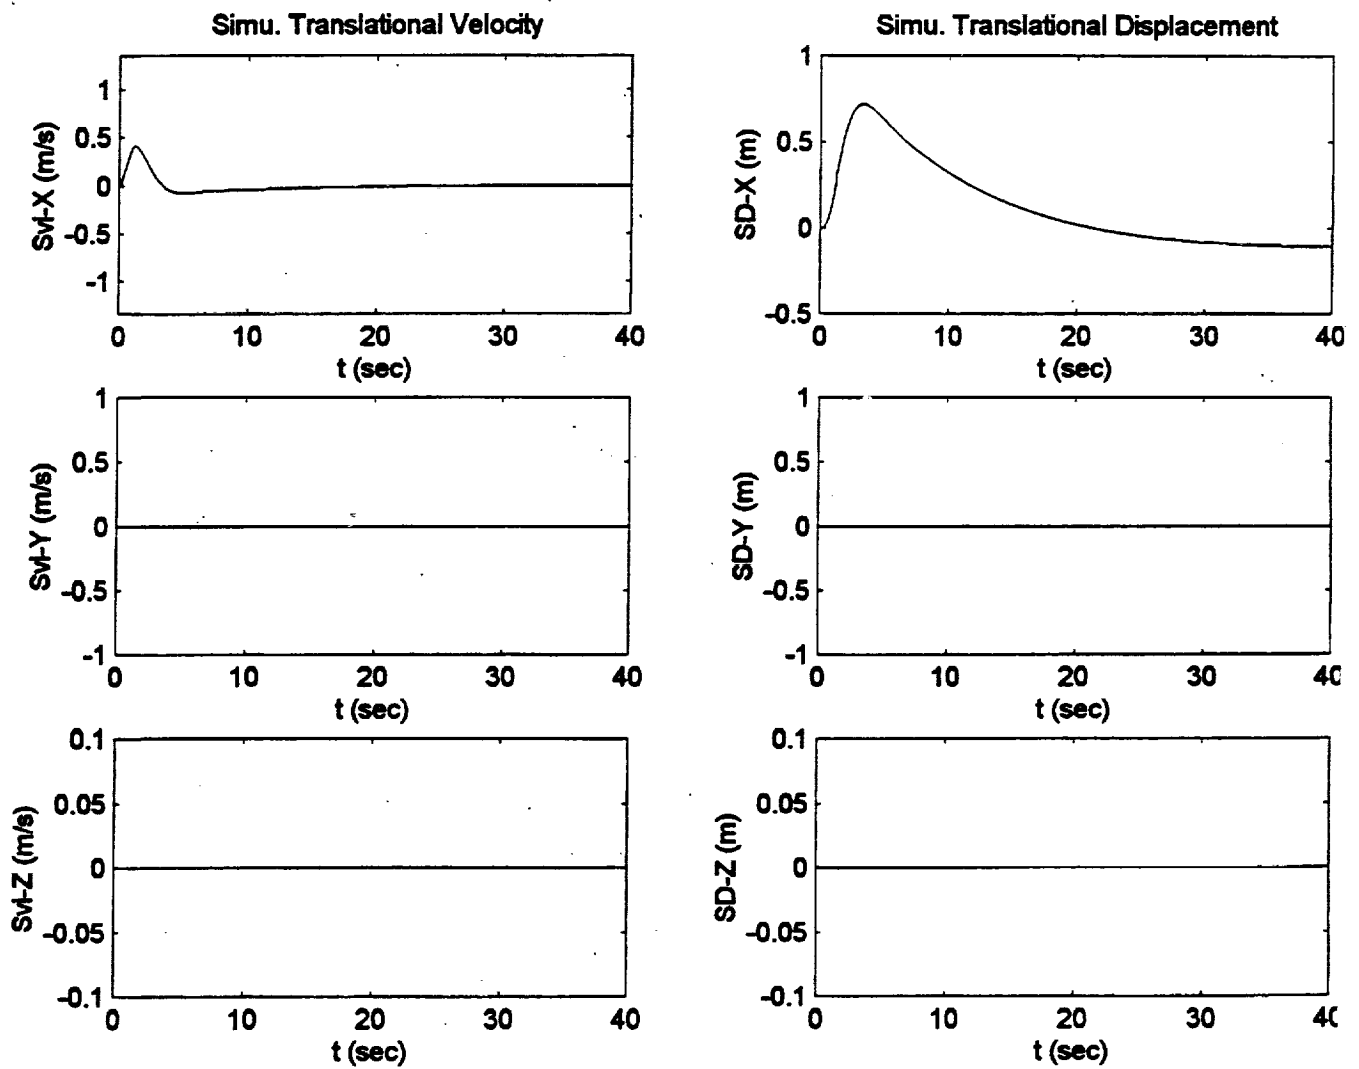 Simu. Translational Velocity
Svl-X (m/s)
1
0.5
0
-0.5
-1
0 10 20 30 40
t (sec)
Simu. Translational Displacement
SD-X (m)
1
0.5
0
-0.5
0 10 20 30 40
t (sec)
Svl-Y (m/s)
1
0.5
0
-0.5
-1
0 10 20 30 40
t (sec)
SD-Y (m)
1
0.5
0
-0.5
-1
0 10 20 30 40
t (sec)
Svl-Z (m/s)
0.1
0.05
0
-0.05
-0.1
0 10 20 30 40
t (sec)
SD-Z (m)
0.1
0.05
0
-0.05
-0.1
0 10 20 30 40
t (sec)